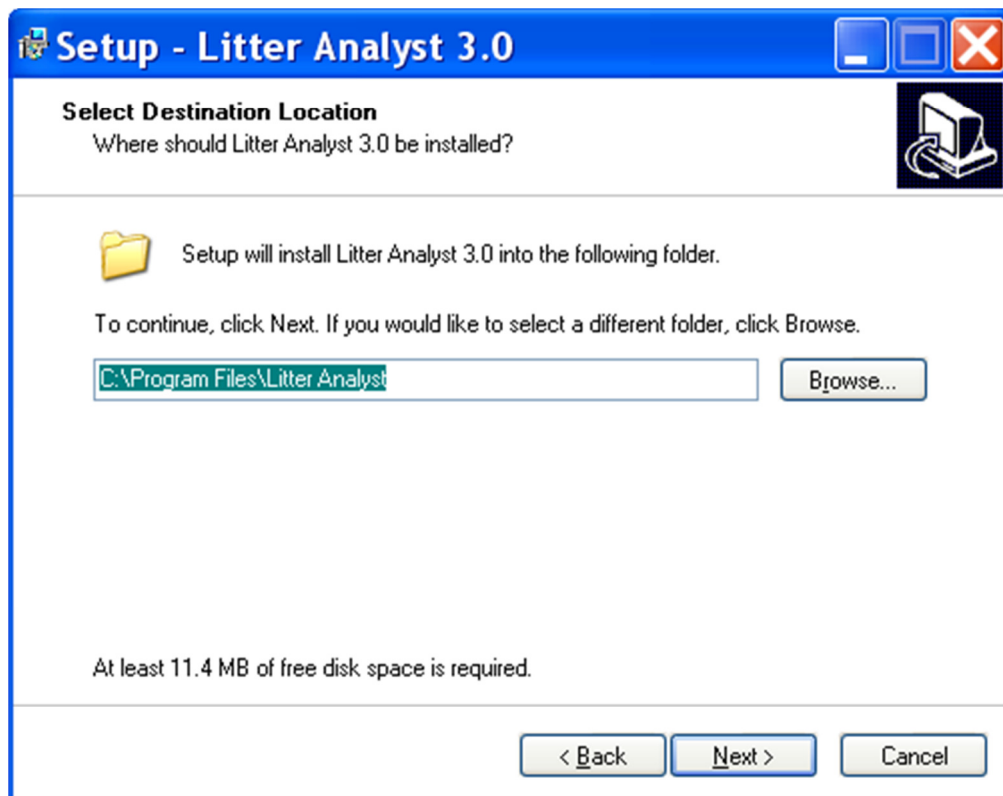 Setup - Litter Analyst 3.0
Select Destination Location
Where should Litter Analyst 3.0 be installed?
Setup will install Litter Analyst 3.0 into the following folder.
To continue, click Next. If you would like to select a different folder, click Browse.
C:\Program Files\Litter Analyst
Browse...
At least 11.4 MB of free disk space is required.
< Back Next > Cancel